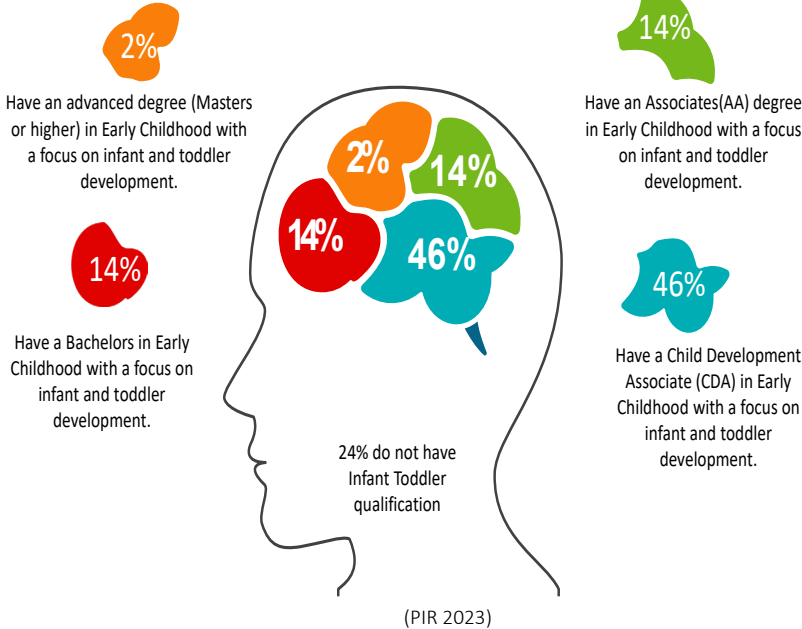 2%
Have an advanced degree (Masters
or higher) in Early Childhood with
a focus on infant and toddler
development.
14%
Have a Bachelors in Early
Childhood with a focus on
infant and toddler
development.
2%
14%
14%
46%
24% do not have
Infant Toddler
qualification
14%
Have an Associates(AA) degree
in Early Childhood with a focus
on infant and toddler
development.
46%
Have a Child Development
Associate (CDA) in Early
Childhood with a focus on
infant and toddler
development.
(PIR 2023)